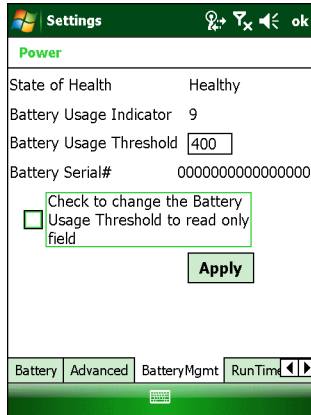 Settings ok
Power
State of Health Healthy
Battery Usage Indicator 9
Battery Usage Threshold 400
Battery Serial# 0000000000000000
Check to change the Battery
Usage Threshold to read only
field
Apply
Battery Advanced BatteryMgmt RunTime